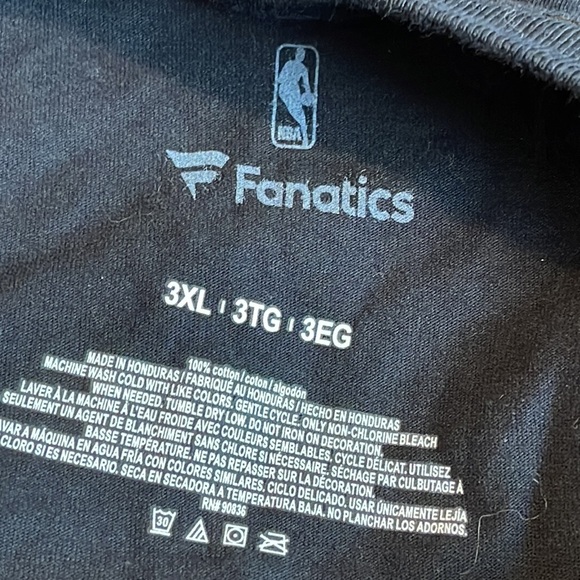 NBA
Fanatics
3XL | 3TG | 3EG
100% cotton / coton / algodón
MADE IN HONDURAS / FABRIQUÉ AU HONDURAS / HECHO EN HONDURAS
MACHINE WASH COLD WITH LIKE COLORS. GENTLE CYCLE. ONLY NON-CHLORINE BLEACH
WHEN NEEDED. TUMBLE DRY LOW. DO NOT IRON ON DECORATION.
LAVER À LA MACHINE À L'EAU FROIDE AVEC COULEURS SEMBLABLES. CYCLE DÉLICAT. UTILISEZ
SEULEMENT UN AGENT DE BLANCHIMENT SANS CHLORE SI NÉCESSAIRE. SÉCHAGE PAR CULBUTAGE À
BASSE TEMPÉRATURE. NE PAS REPASSER SUR LA DÉCORATION.
AVAR A MÁQUINA EN AGUA FRÍA CON COLORES SIMILARES. CICLO DELICADO. USAR ÚNICAMENTE LEJÍA
CLORO SI ES NECESARIO. SECÁ EN SECADORA A TEMPERATURA BAJA. NO PLANCHAR LOS ADORNOS.
RN# 90836
30